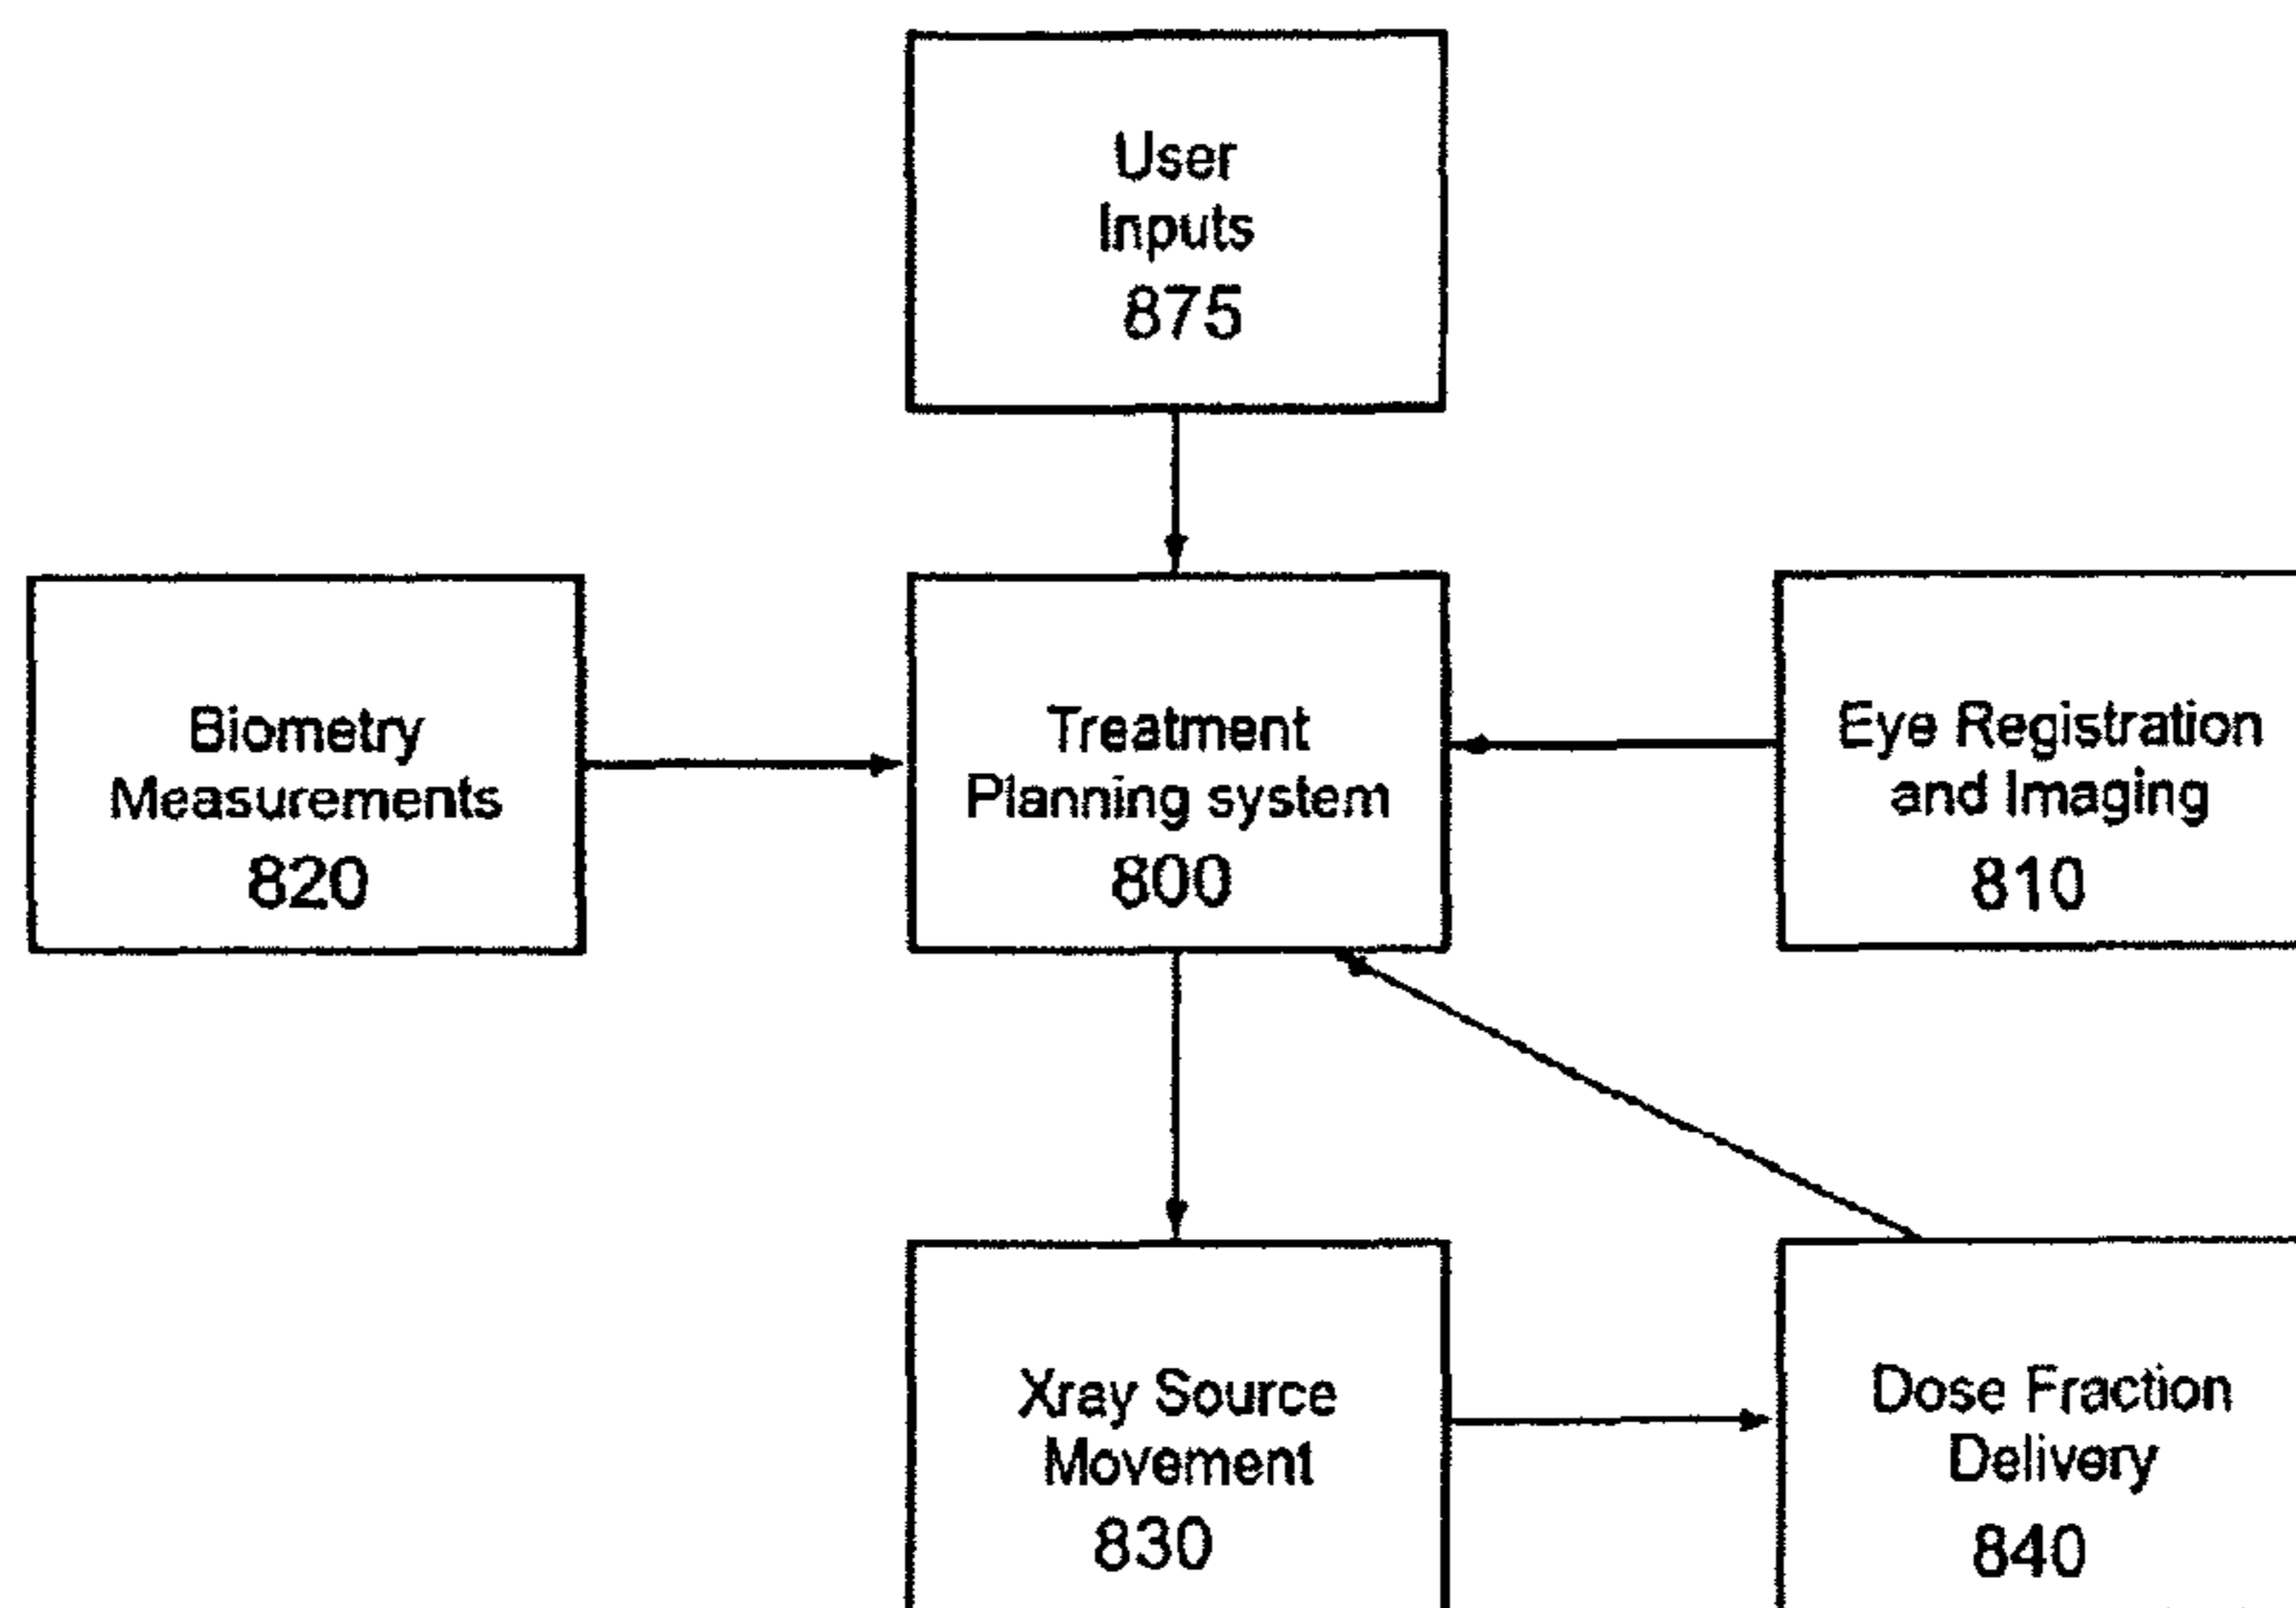 User
Inputs
875
Biometry
Measurements
820
Treatment
Planning system
800
Eye Registration
and Imaging
810
Xray Source
Movement
830
Dose Fraction
Delivery
840